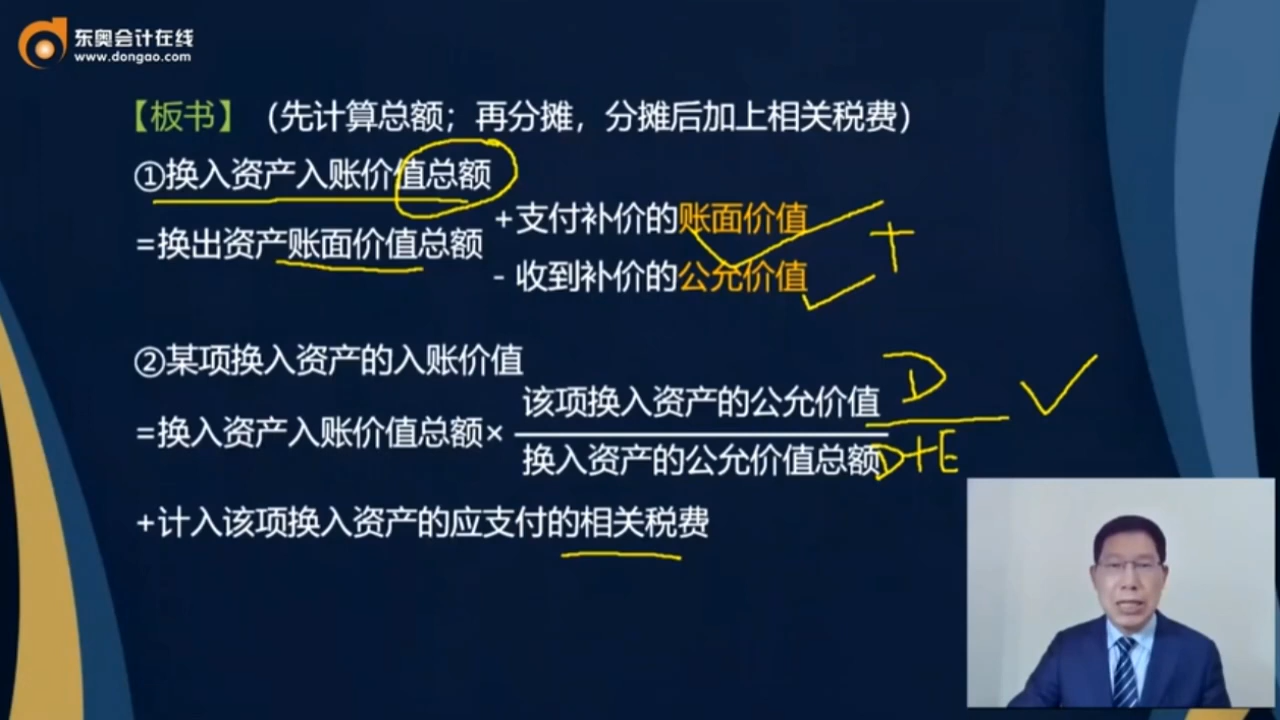 东奥会计在线
www.dongao.com
【板书】（先计算总额；再分摊，分摊后加上相关税费）
①换入资产入账价值总额
+支付补价的账面价值
=换出资产账面价值总额
- 收到补价的公允价值
+
②某项换入资产的入账价值
该项换入资产的公允价值 D
=换入资产入账价值总额×
换入资产的公允价值总额 D+E
+计入该项换入资产的应支付的相关税费